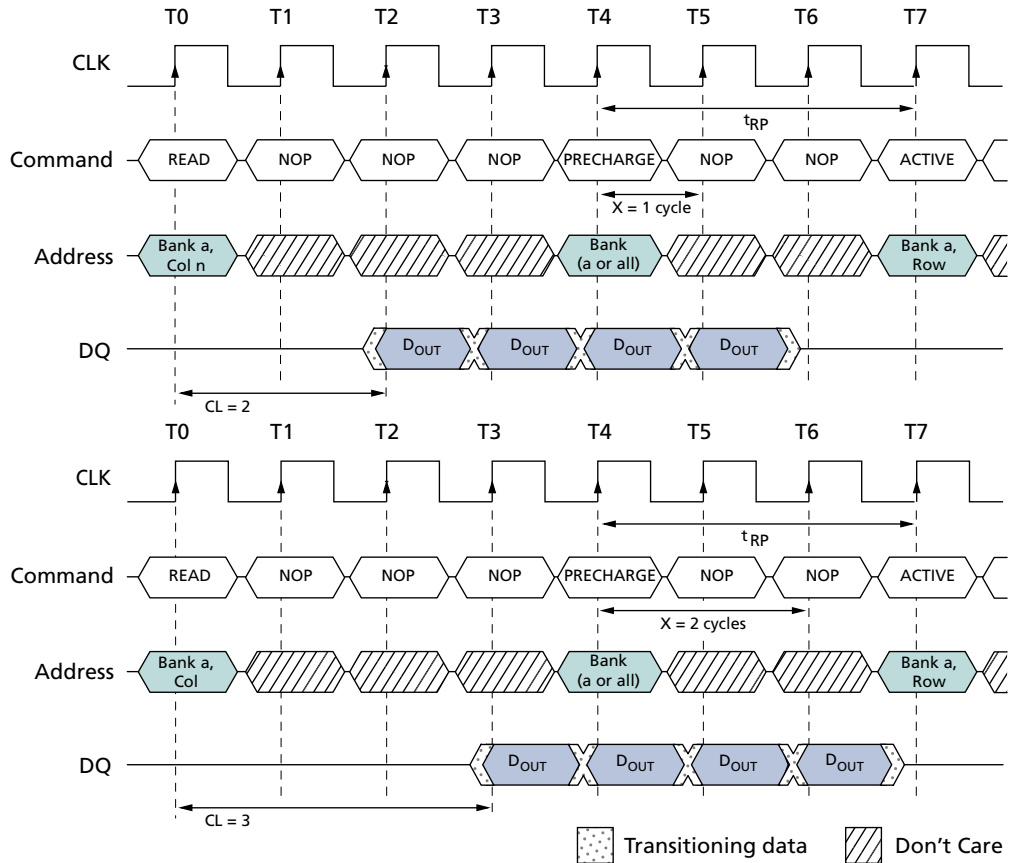 T0 T1 T2 T3 T4 T5 T6 T7
CLK
tRP
Command READ NOP NOP NOP PRECHARGE NOP NOP ACTIVE
X = 1 cycle
Address Bank a, Col n Bank (a or all) Bank a, Row
DQ DOUT DOUT DOUT DOUT
CL = 2
T0 T1 T2 T3 T4 T5 T6 T7
CLK
tRP
Command READ NOP NOP NOP PRECHARGE NOP NOP ACTIVE
X = 2 cycles
Address Bank a, Col Bank (a or all) Bank a, Row
DQ DOUT DOUT DOUT DOUT
CL = 3
Transitioning data Don't Care